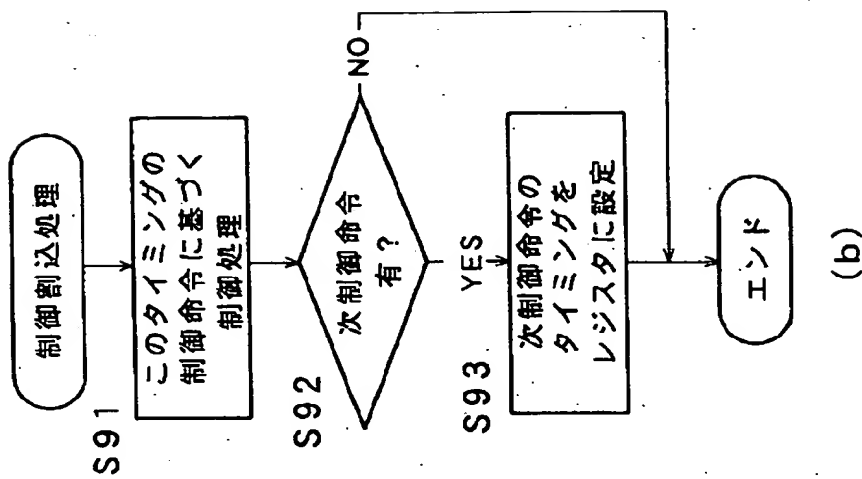 制御割込処理
S91
このタイミングの
制御命令に基づく
制御処理
S92
次制御命令
有?
NO
YES
S93
次制御命令の
タイミングを
レジスタに設定
エンド
(b)